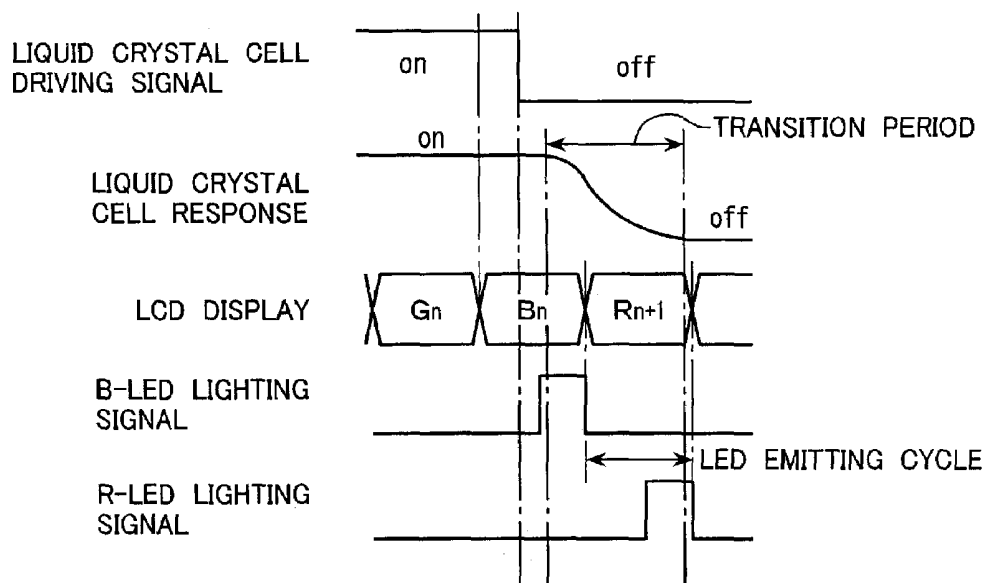 LIQUID CRYSTAL CELL
DRIVING SIGNAL
on
off
TRANSITION PERIOD
on
LIQUID CRYSTAL
CELL RESPONSE
off
LCD DISPLAY
Gn
Bn
Rn+1
B-LED LIGHTING
SIGNAL
LED EMITTING CYCLE
R-LED LIGHTING
SIGNAL